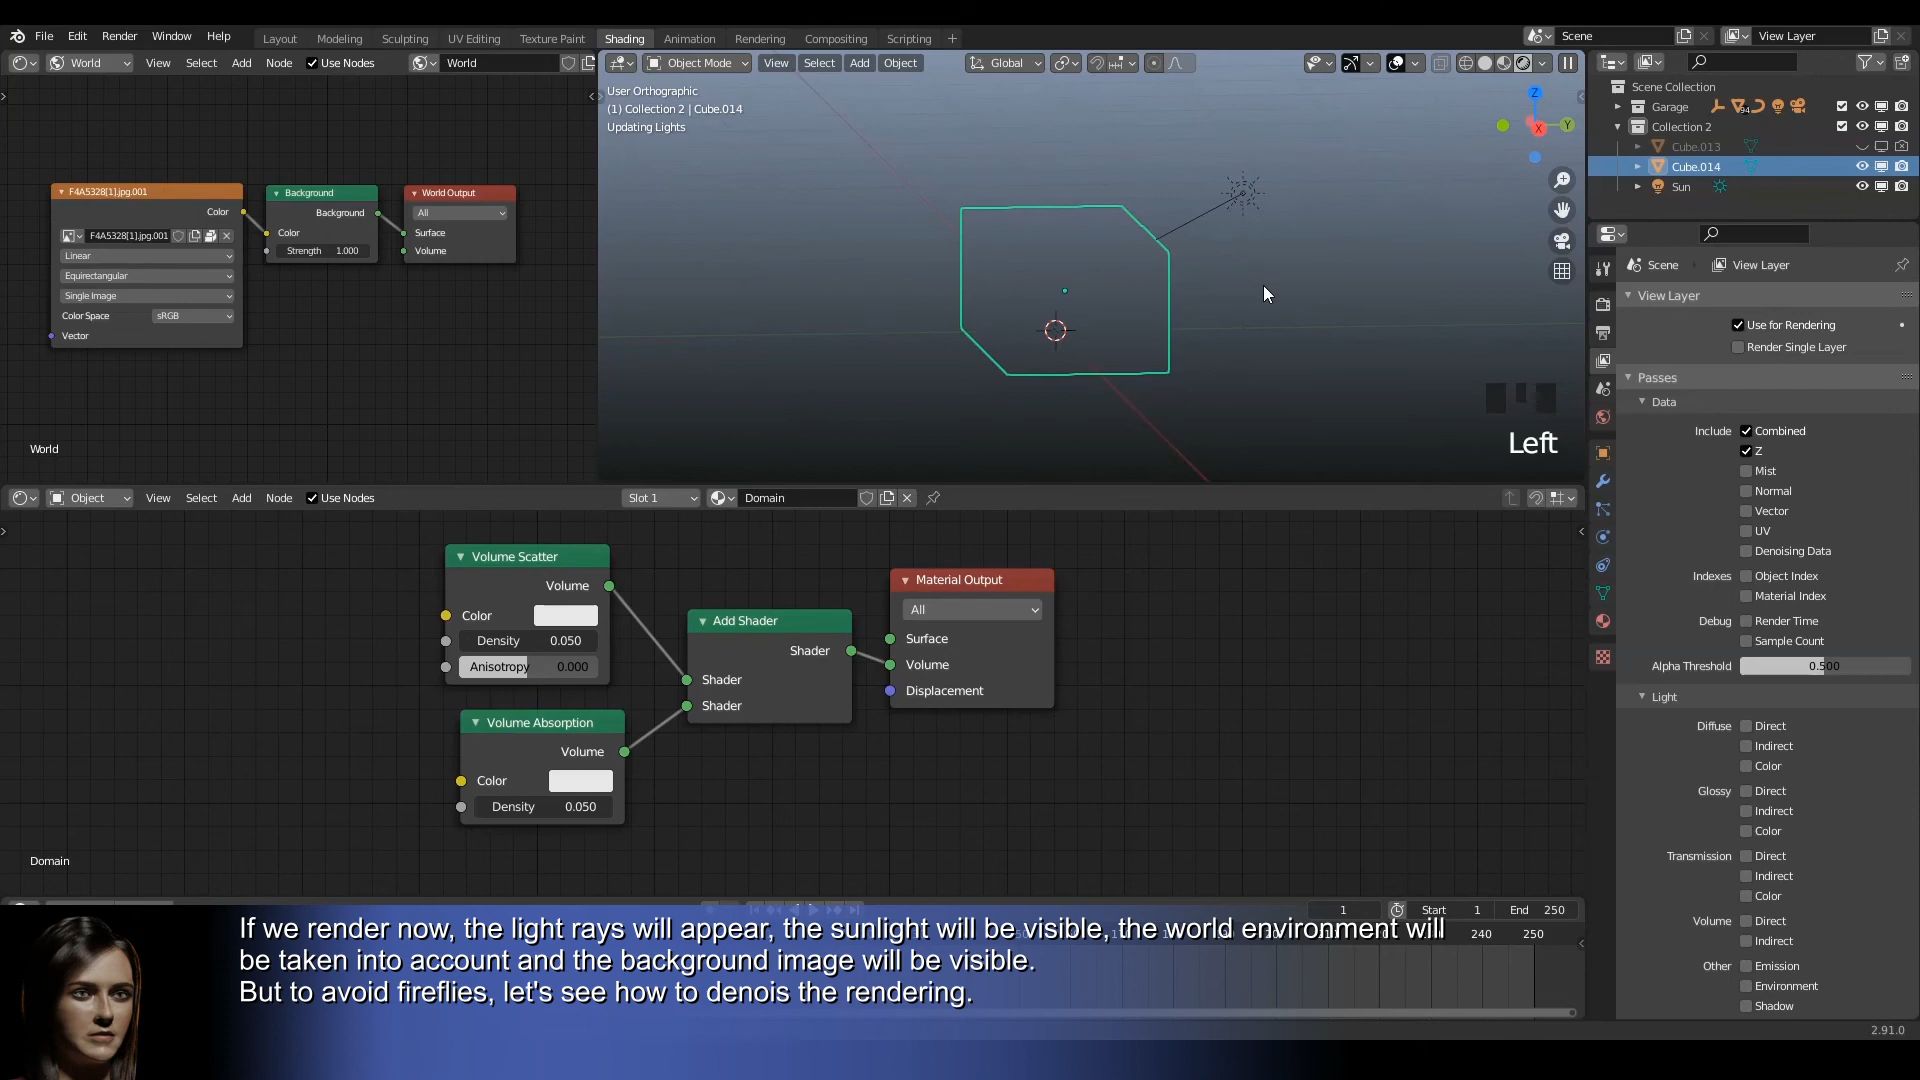 File Edit Render Window Help Layout Modeling Sculpting UV Editing Texture Paint Shading Animation Rendering Compositing Scripting Scene View Layer
World View Select Add Node Use Nodes World
Object Mode View Select Add Object Global
User Orthographic
(1) Collection 2 | Cube.014
Updating Lights
Z
X
Y
Left
F4A5328[1].jpg.001
Color
F4A5328[1].jpg.001
Linear
Equirectangular
Single Image
Color Space sRGB
Vector
Background
Background
Color
Strength 1.000
World Output
All
Surface
Volume
World
Scene Collection
Garage 94
Collection 2
Cube.013
Cube.014
Sun
Scene View Layer
View Layer
Use for Rendering
Render Single Layer
Passes
Data
Include Combined
Z
Mist
Normal
Vector
UV
Denoising Data
Indexes Object Index
Material Index
Debug Render Time
Sample Count
Alpha Threshold 0.500
Light
Diffuse Direct
Indirect
Color
Glossy Direct
Indirect
Color
Transmission Direct
Indirect
Color
Volume Direct
Indirect
Other Emission
Environment
Shadow
Object View Select Add Node Use Nodes Slot 1 Domain
Volume Scatter
Volume
Color
Density 0.050
Anisotropy 0.000
Volume Absorption
Volume
Color
Density 0.050
Add Shader
Shader
Shader
Shader
Material Output
All
Surface
Volume
Displacement
Domain
1 Start 1 End 250
240 250
If we render now, the light rays will appear, the sunlight will be visible, the world environment will
be taken into account and the background image will be visible.
But to avoid fireflies, let's see how to denois the rendering.
2.91.0